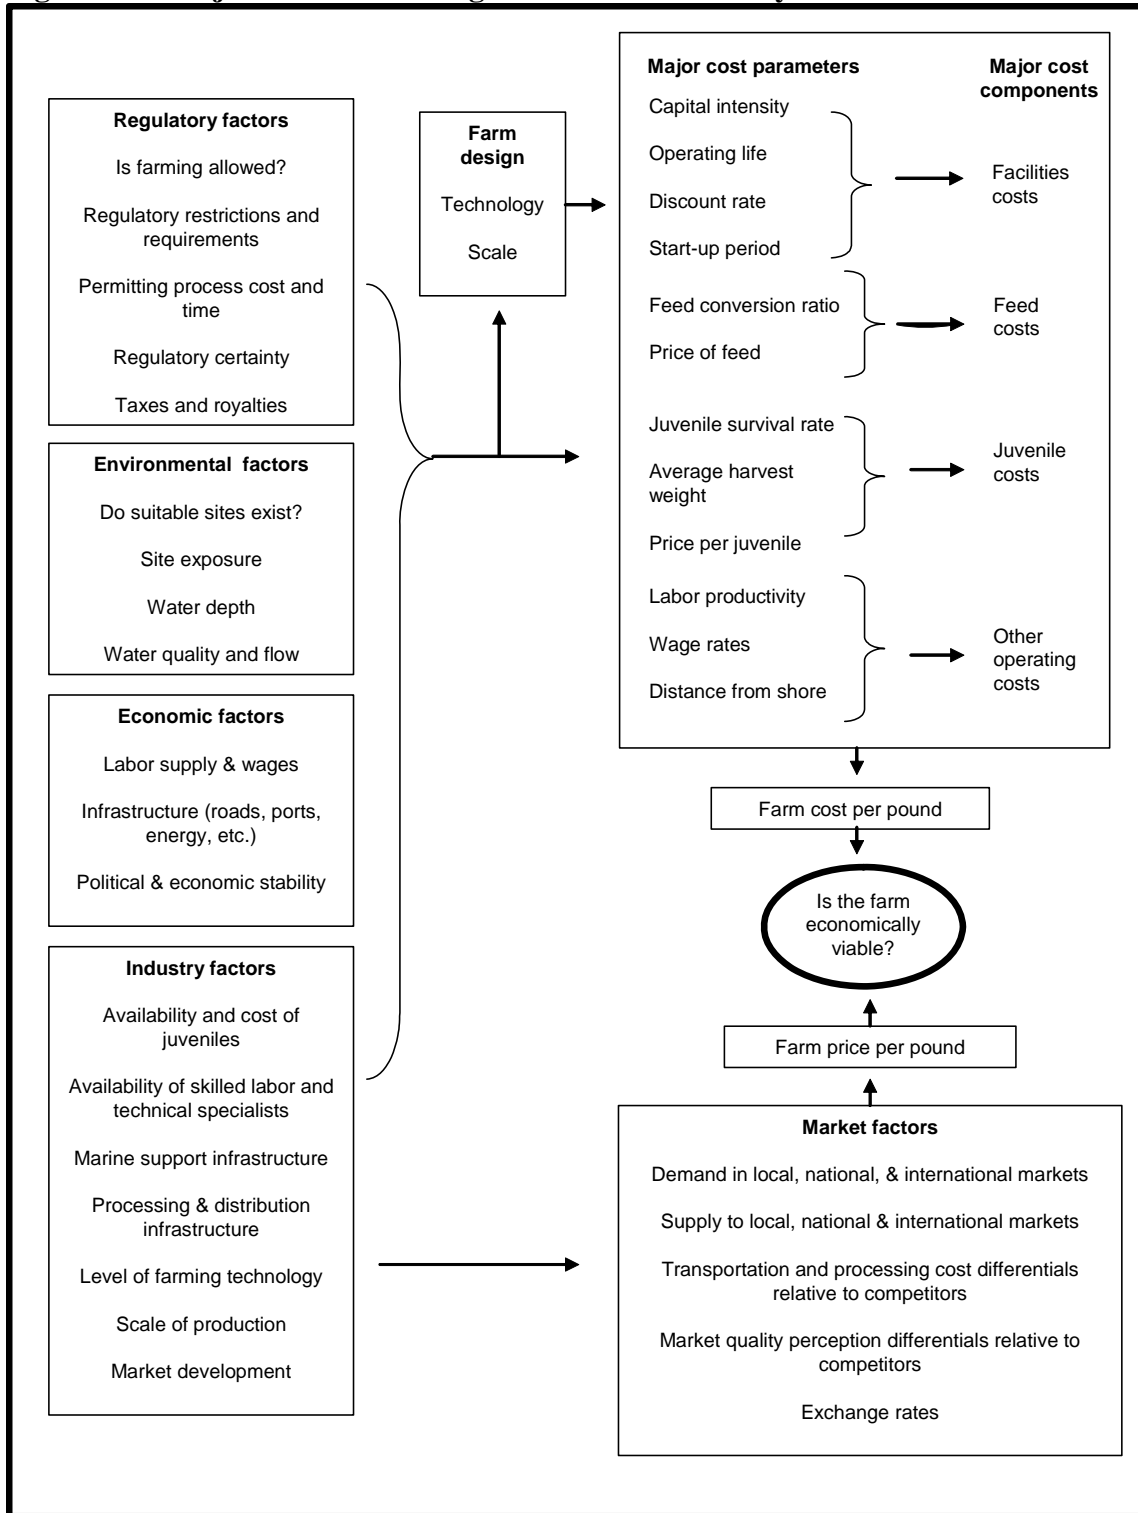 Regulatory factors
Is farming allowed?
Regulatory restrictions and
requirements
Permitting process cost and
time
Regulatory certainty
Taxes and royalties
Environmental factors
Do suitable sites exist?
Site exposure
Water depth
Water quality and flow
Economic factors
Labor supply & wages
Infrastructure (roads, ports,
energy, etc.)
Political & economic stability
Industry factors
Availability and cost of
juveniles
Availability of skilled labor and
technical specialists
Marine support infrastructure
Processing & distribution
infrastructure
Level of farming technology
Scale of production
Market development
Farm
design
Technology
Scale
Major cost parameters
Capital intensity
Operating life
Discount rate
Start-up period
Feed conversion ratio
Price of feed
Juvenile survival rate
Average harvest
weight
Price per juvenile
Labor productivity
Wage rates
Distance from shore
Major cost
components
Facilities
costs
Feed
costs
Juvenile
costs
Other
operating
costs
Farm cost per pound
Is the farm
economically
viable?
Farm price per pound
Market factors
Demand in local, national, & international markets
Supply to local, national & international markets
Transportation and processing cost differentials
relative to competitors
Market quality perception differentials relative to
competitors
Exchange rates